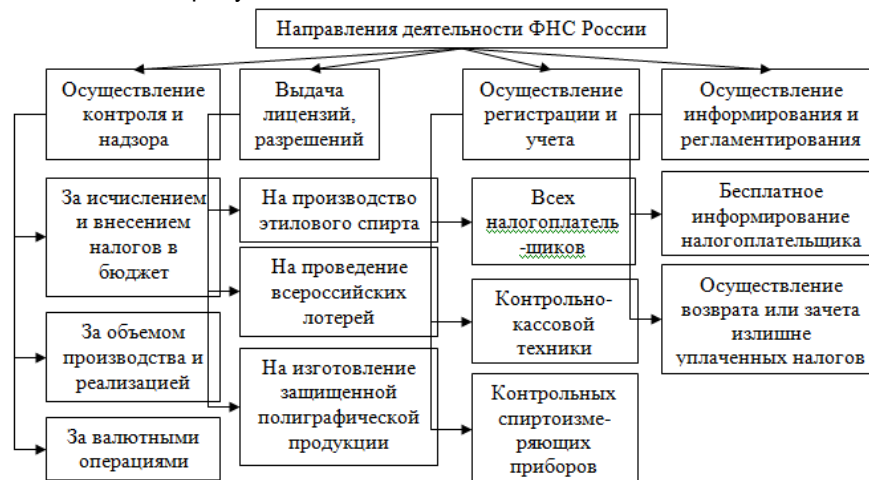 Направления деятельности ФНС России
Осуществление
контроля и
надзора
Выдача
лицензий,
разрешений
Осуществление
регистрации и
учета
Осуществление
информирования и
регламентирования
За исчислением
и внесением
налогов в
бюджет
За объемом
производства и
реализацией
За валютными
операциями
На производство
этилового спирта
На проведение
всероссийских
лотерей
На изготовление
защищенной
полиграфической
продукции
Всех
налогоплатель
-щиков
Контрольно-
кассовой
техники
Контрольных
спиртоизме-
ряющих
приборов
Бесплатное
информирование
налогоплательщика
Осуществление
возврата или зачета
излишне
уплаченных налогов